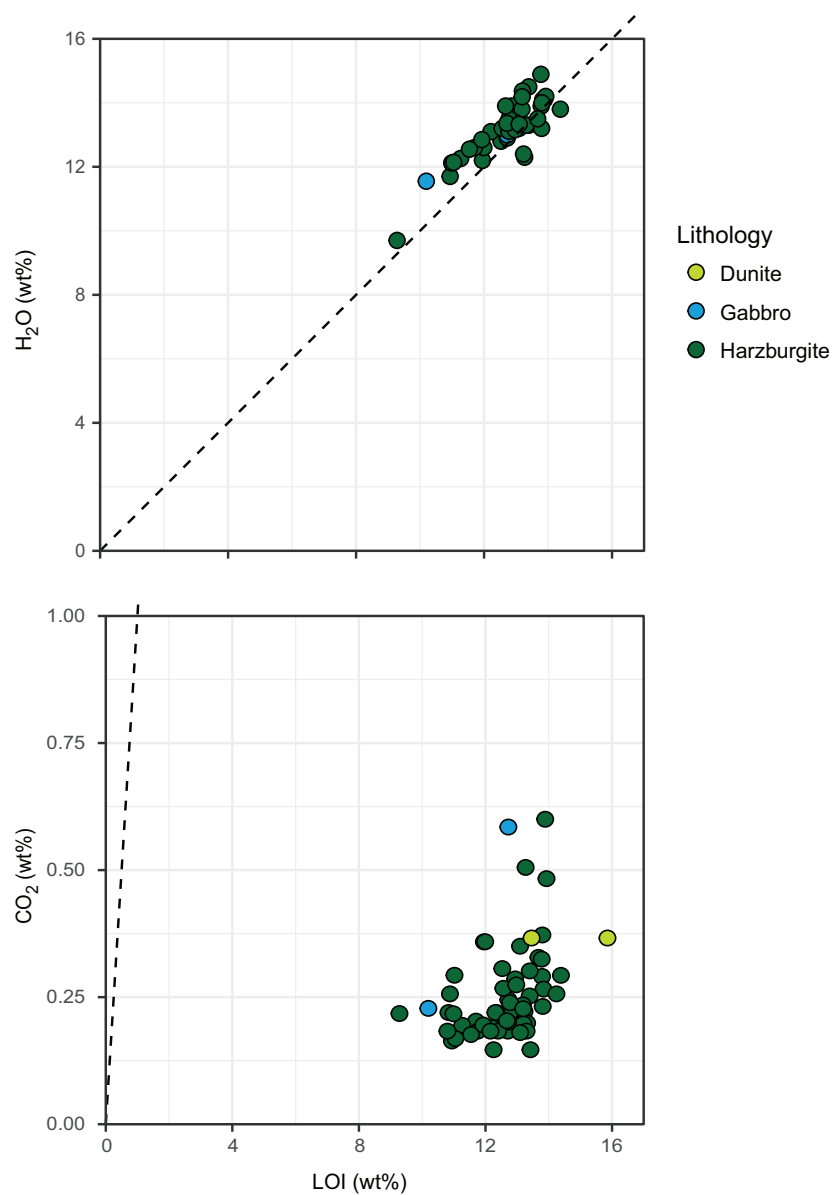 16
12
8
4
0
H₂O (wt%)
Lithology
Dunite
Gabbro
Harzburgite
1.00
0.75
0.50
0.25
0.00
CO₂ (wt%)
0 4 8 12 16
LOI (wt%)